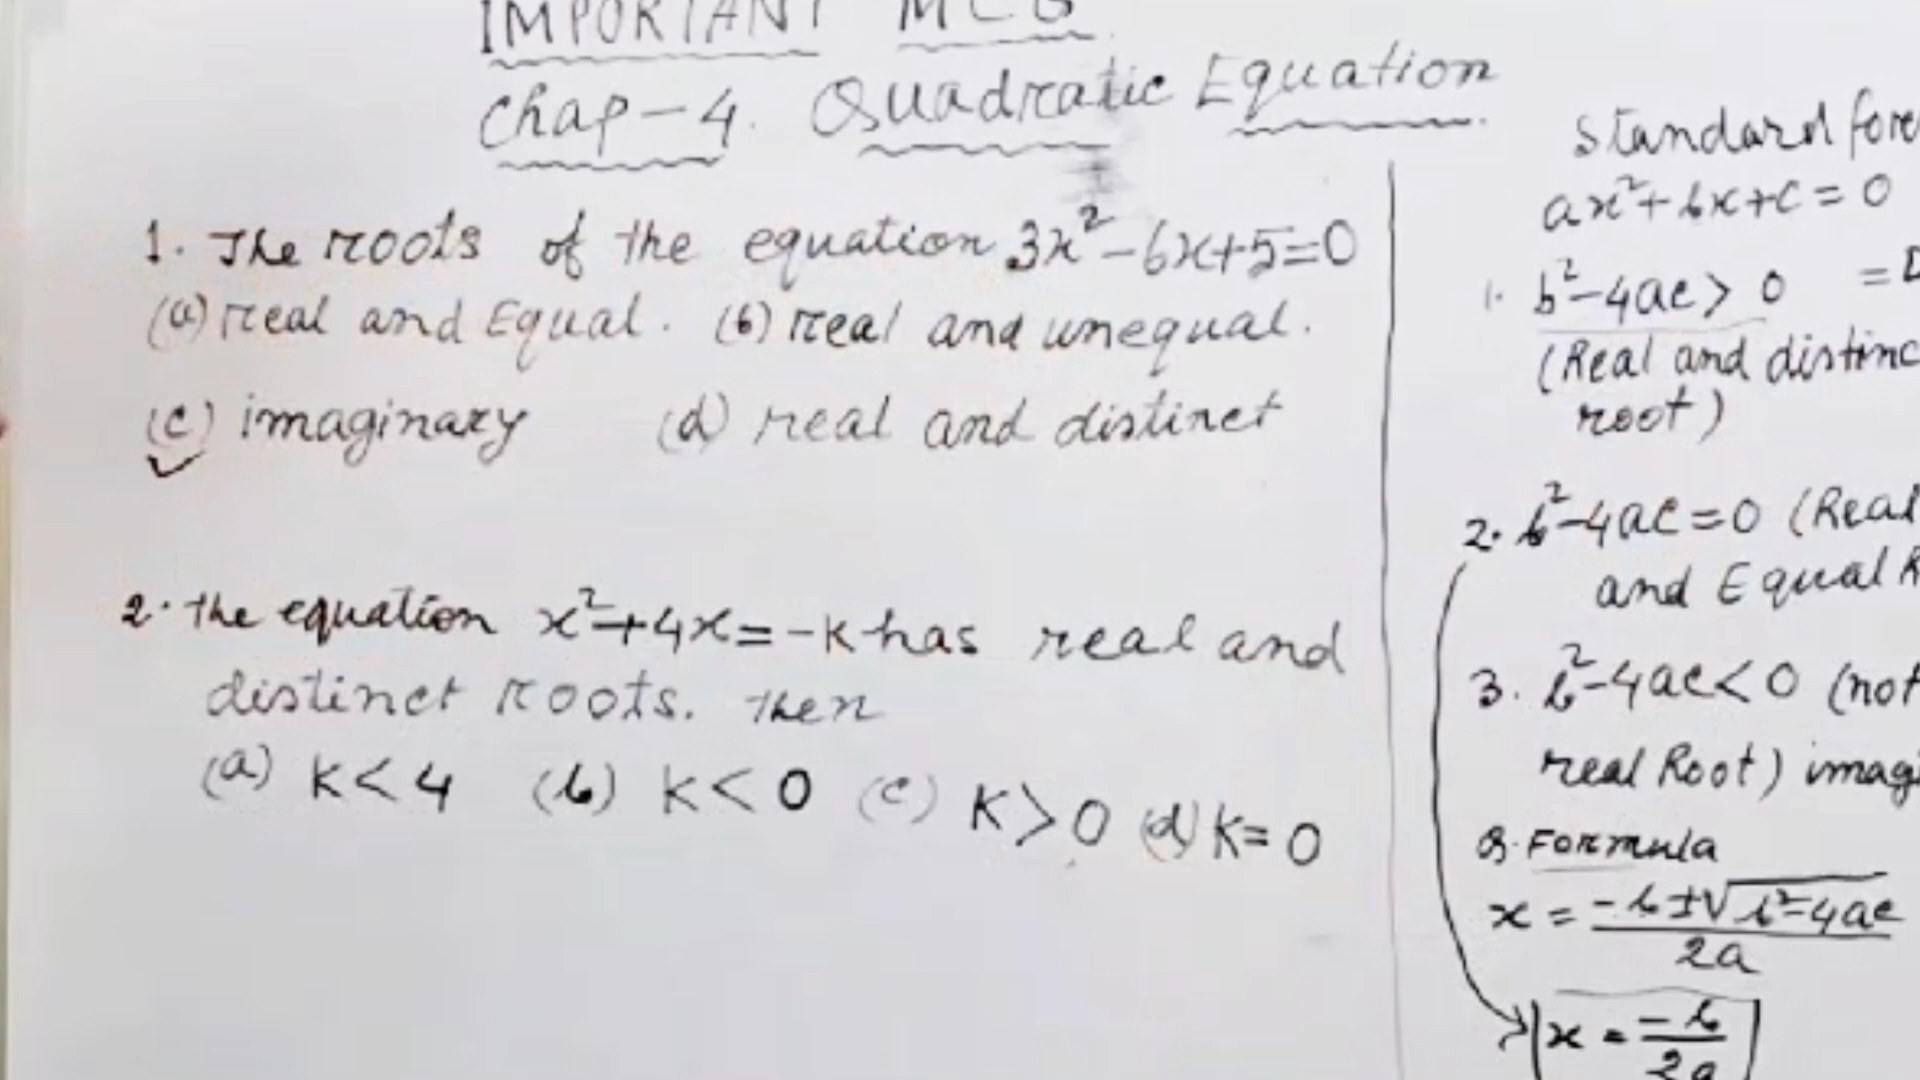 IMPORTANT MCQ
Chap-4. Quadratic Equation
1. The roots of the equation 3x²-6x+5=0
(a) real and Equal. (b) real and unequal.
(c) imaginary (d) real and distinct
2. the equation x²+4x=-k has real and
distinct roots. Then
(a) k<4 (b) k<0 (c) k>0 (d) k=0
Standard
ax²+bx+c=0
1. b²-4ac>0 =
(Real and
root)
2. b²-4ac=0 (Real
and Equal
3. b²-4ac<0 (not
real Root)
Q. Formula
x = -b±√b²-4ac
2a
x = -b
2a